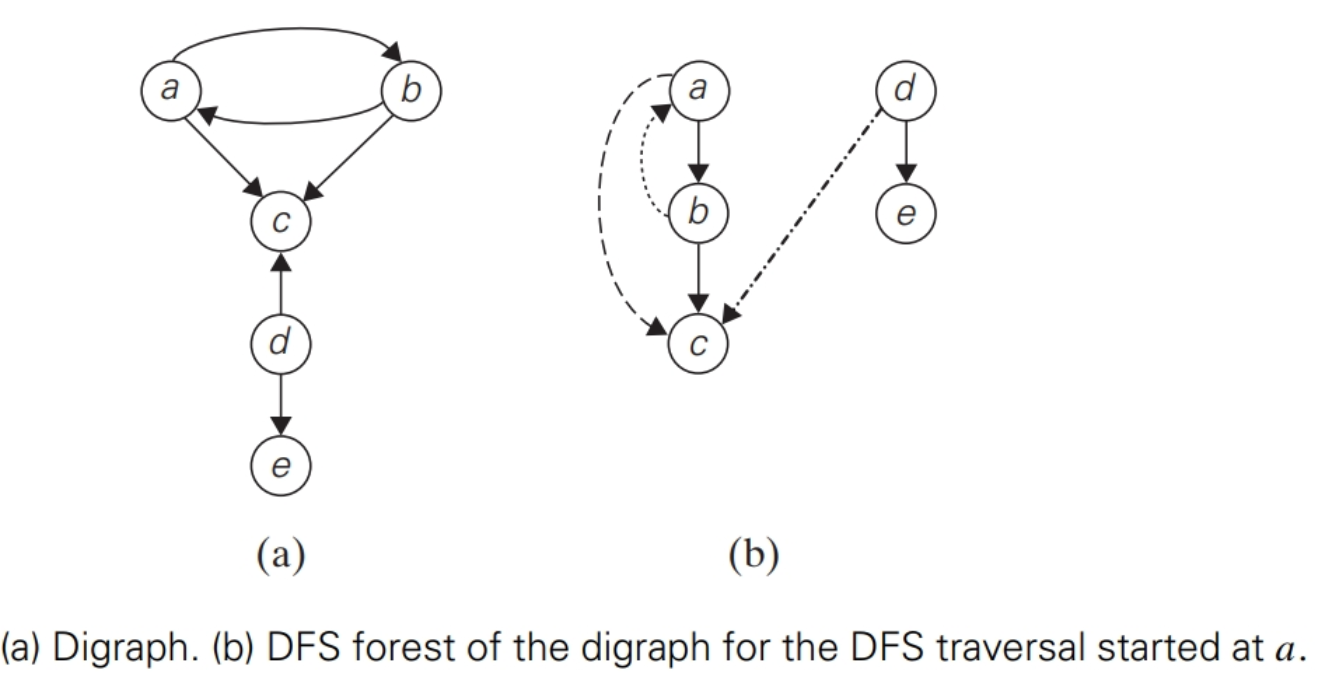 a b
c
d
e
(a)
a d
b e
c
(b)
(a) Digraph. (b) DFS forest of the digraph for the DFS traversal started at a.